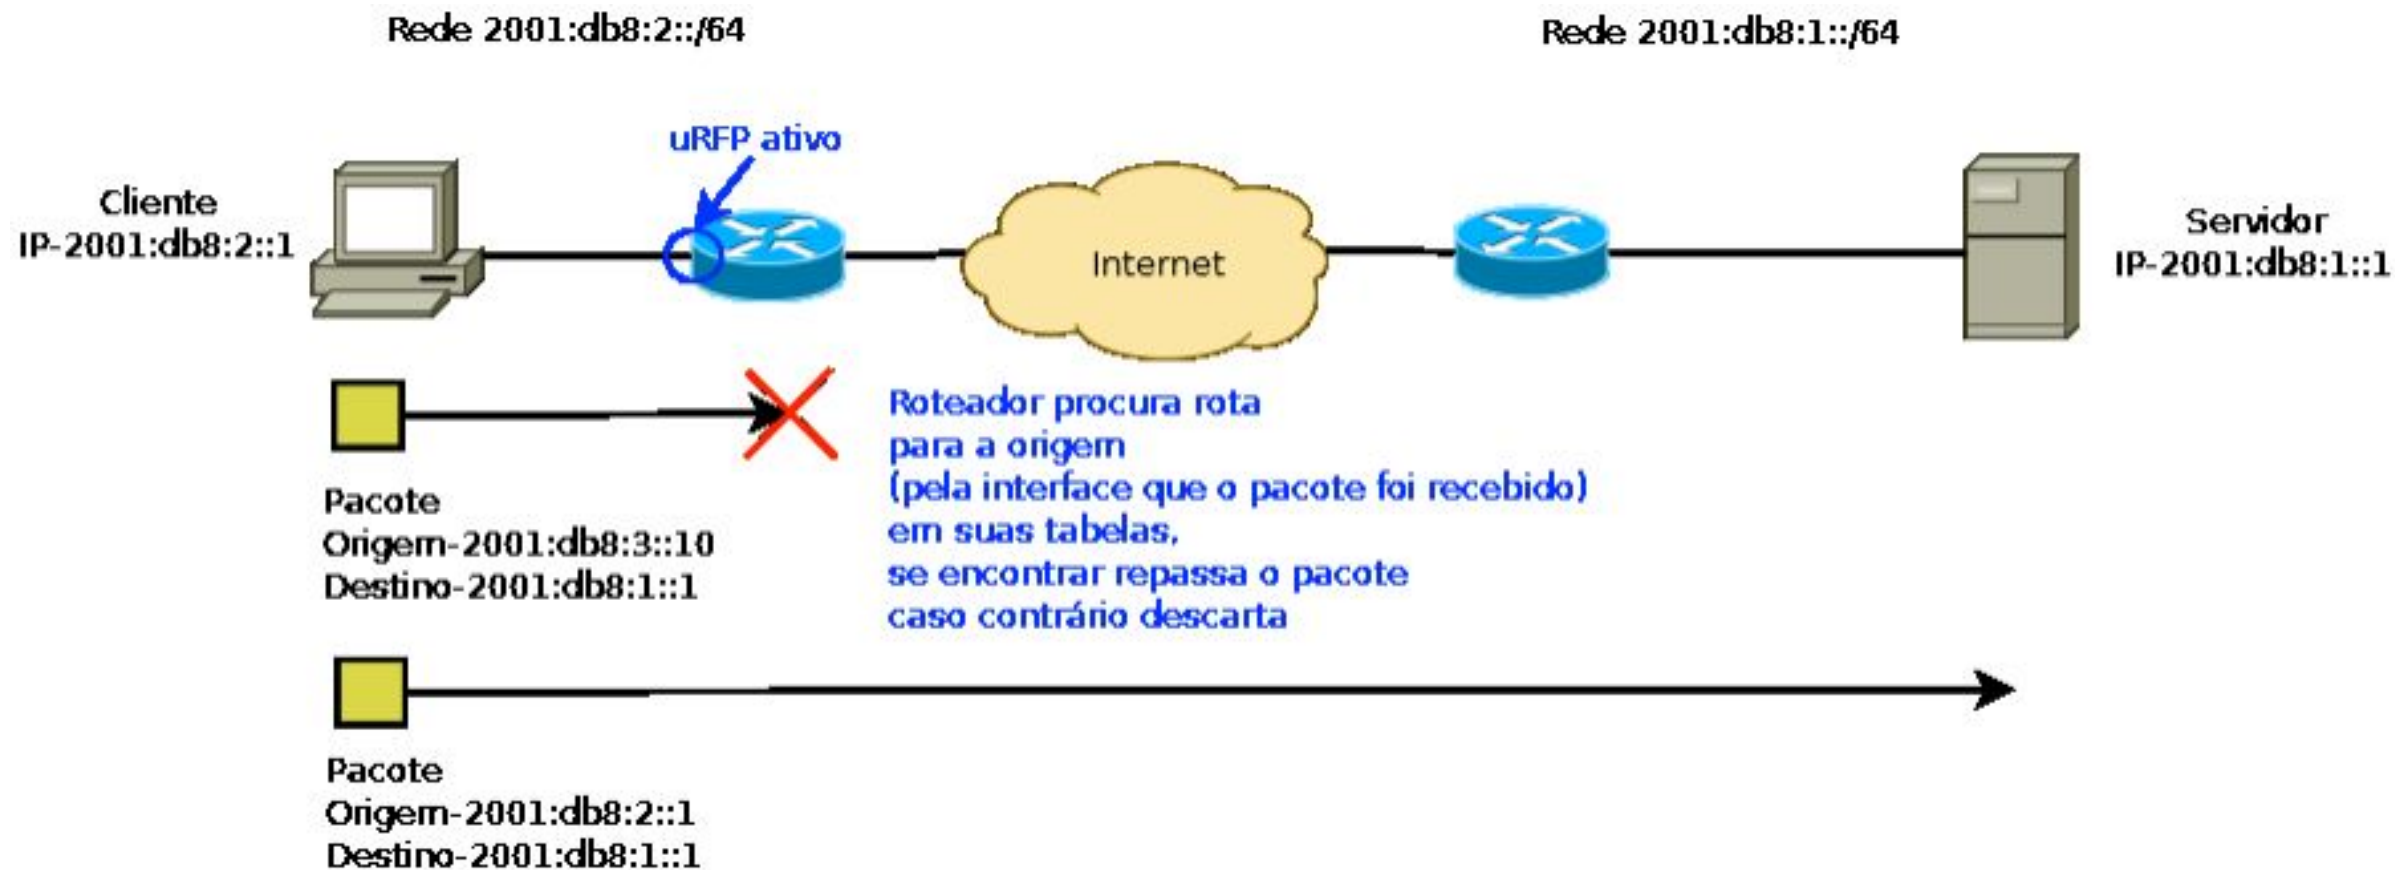 Rede 2001:db8:2::/64
Rede 2001:db8:1::/64
uRFP ativo
Cliente
IP-2001:db8:2::1
Internet
Servidor
IP-2001:db8:1::1
Pacote
Origem-2001:db8:3::10
Destino-2001:db8:1::1
Roteador procura rota
para a origem
(pela interface que o pacote foi recebido)
em suas tabelas,
se encontrar repassa o pacote
caso contrário descarta
Pacote
Origem-2001:db8:2::1
Destino-2001:db8:1::1